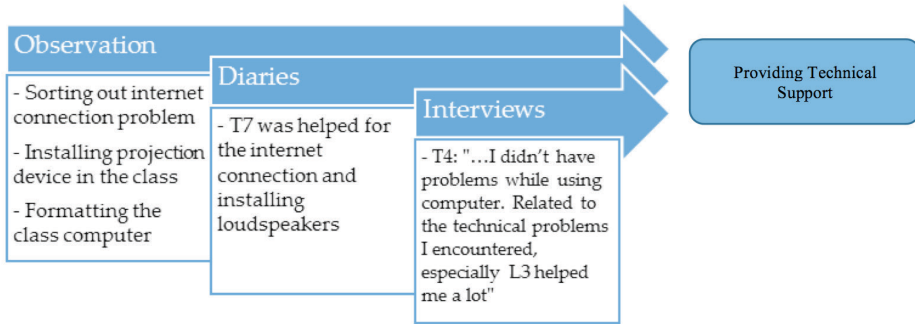 Observation
- Sorting out internet
connection problem
- Installing projection
device in the class
- Formatting the
class computer
Diaries
- T7 was helped for
the internet
connection and
installing
loudspeakers
Interviews
- T4: "...I didn't have
problems while using
computer. Related to
the technical problems
I encountered,
especially L3 helped
me a lot"
Providing Technical
Support